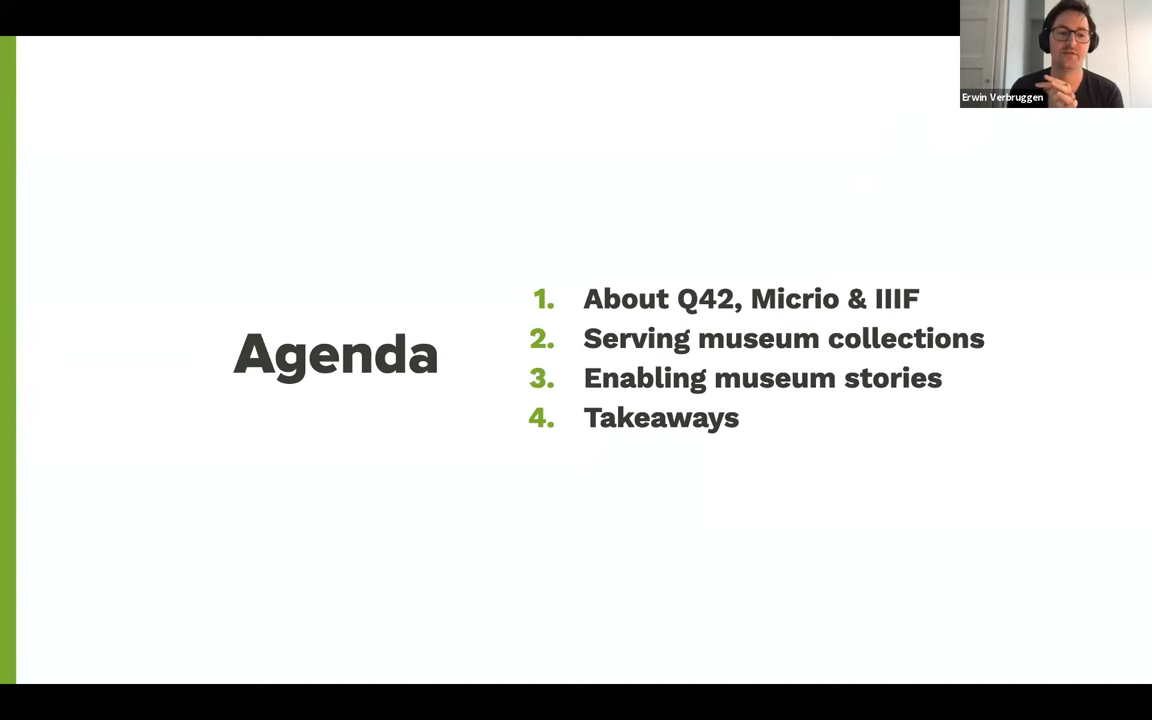 Erwin Verbruggen
Agenda
1. About Q42, Micrio & IIIF
2. Serving museum collections
3. Enabling museum stories
4. Takeaways